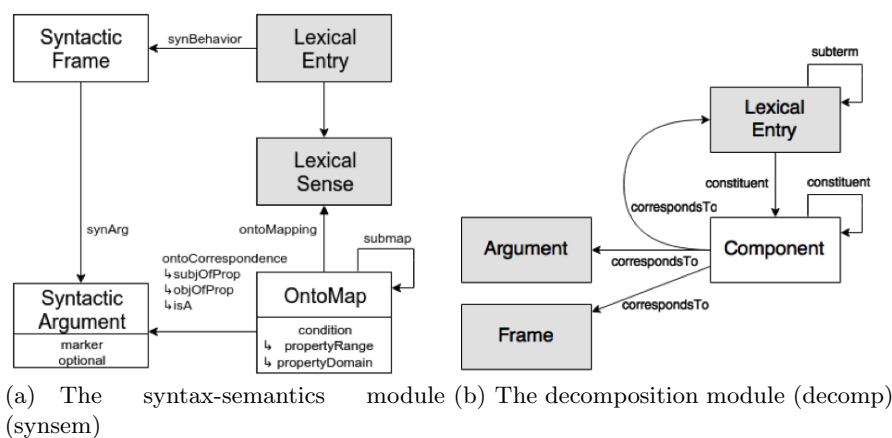 Syntactic
Frame
synBehavior
Lexical
Entry
Lexical
Sense
synArg
ontoMapping
submap
ontoCorrespondence
↳subjOfProp
↳objOfProp
↳isA
Syntactic
Argument
marker
optional
OntoMap
condition
↳ propertyRange
↳ propertyDomain
(a) The syntax-semantics module
(synsem)
subterm
Lexical
Entry
constituent
constituent
correspondsTo
Argument
correspondsTo
Component
correspondsTo
Frame
(b) The decomposition module (decomp)